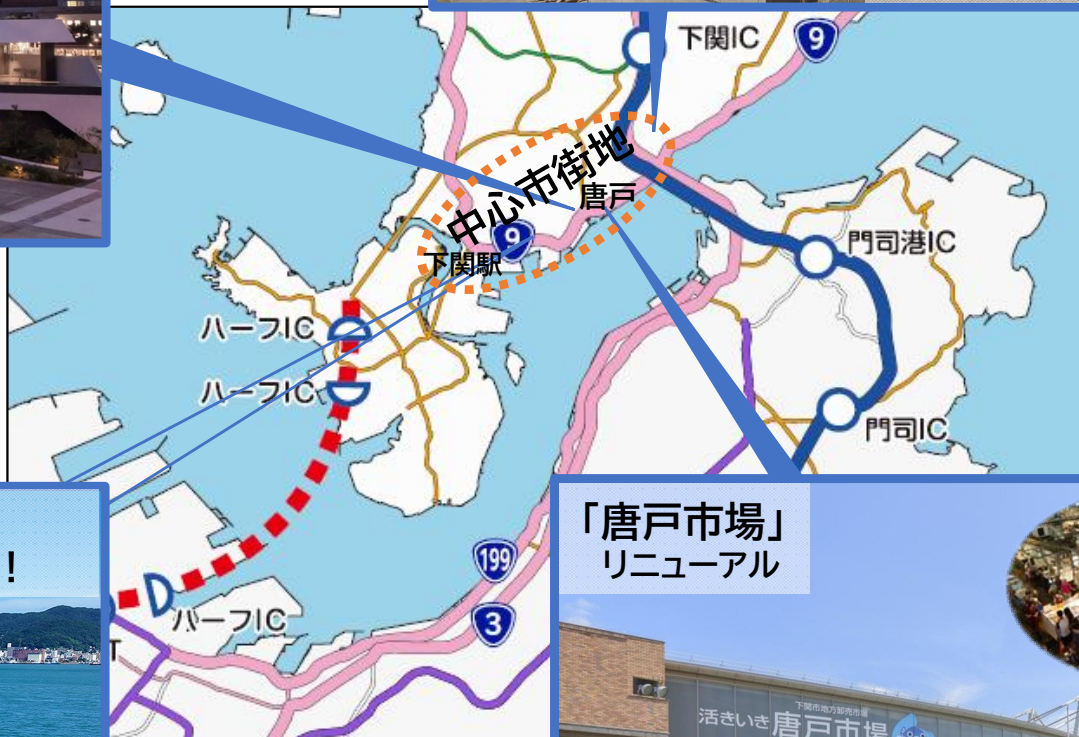 下関IC
9
中心市街地
唐戸
9
下関駅
門司港IC
ハーフIC
ハーフIC
門司IC
「唐戸市場」
リニューアル
！
199
ハーフIC
3
T
下関市地方卸売市場
活きいき唐戸市場